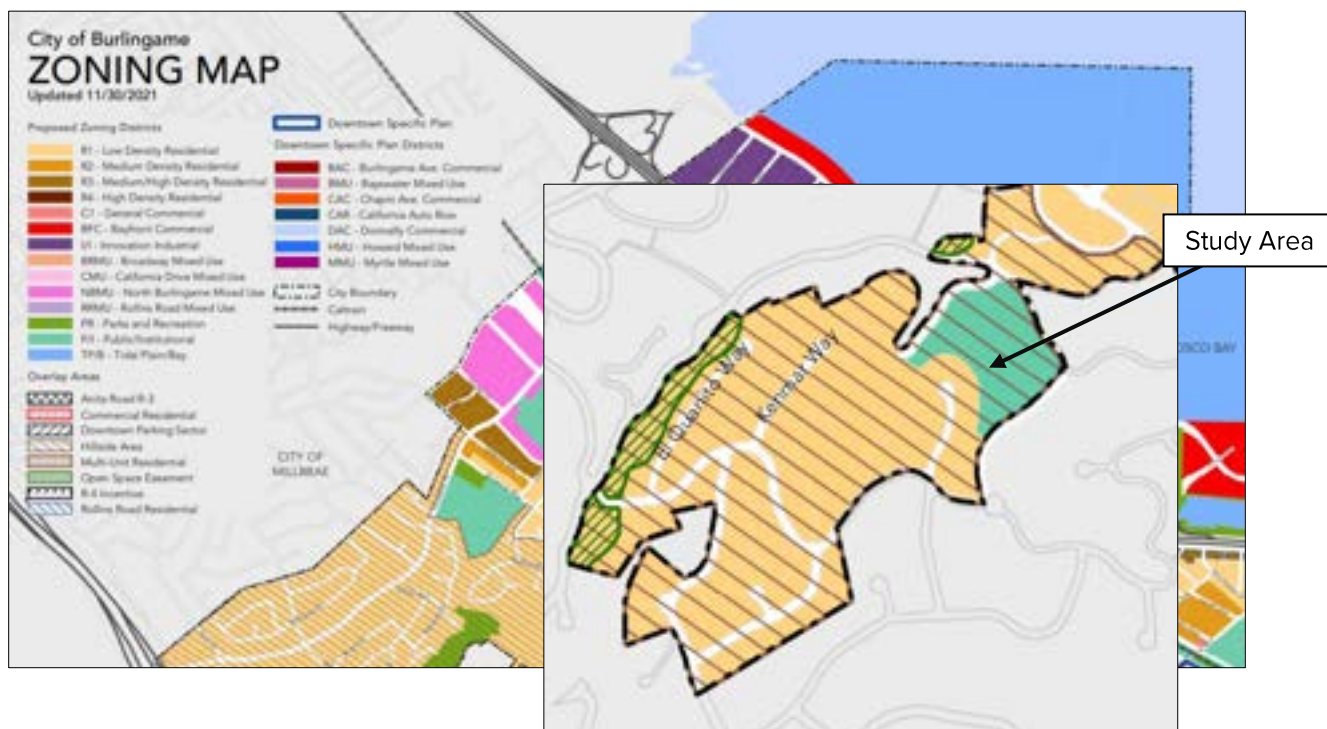 City of Burlingame
ZONING MAP
Updated 11/30/2021
Proposed Zoning Districts
R1 - Low Density Residential
R2 - Medium Density Residential
R3 - Medium/High Density Residential
R4 - High Density Residential
C1 - General Commercial
BFC - Bayfront Commercial
I/I - Innovation Industrial
BRMU - Broadway Mixed Use
CMU - California Drive Mixed Use
NBMU - North Burlingame Mixed Use
RRMU - Rollins Road Mixed Use
PR - Parks and Recreation
P/I - Public/Institutional
TP/B - Tidal Plain/Bay
Overlay Areas
Anita Road R-3
Commercial Residential
Downtown Parking Sector
Hillside Area
Multi-Unit Residential
Open Space Easement
R-4 Incentive
Rollins Road Residential
Downtown Specific Plan
Downtown Specific Plan Districts
BAC - Burlingame Ave. Commercial
BMU - Bayswater Mixed Use
CAC - Chapin Ave. Commercial
CAR - California Auto Row
DAC - Donnelly Commercial
HMU - Howard Mixed Use
MMU - Myrtle Mixed Use
City Boundary
Caltrain
Highway/Freeway
CITY OF
MILLBRAE
El Quanito Way
Kenmar Way
Study Area
BAY